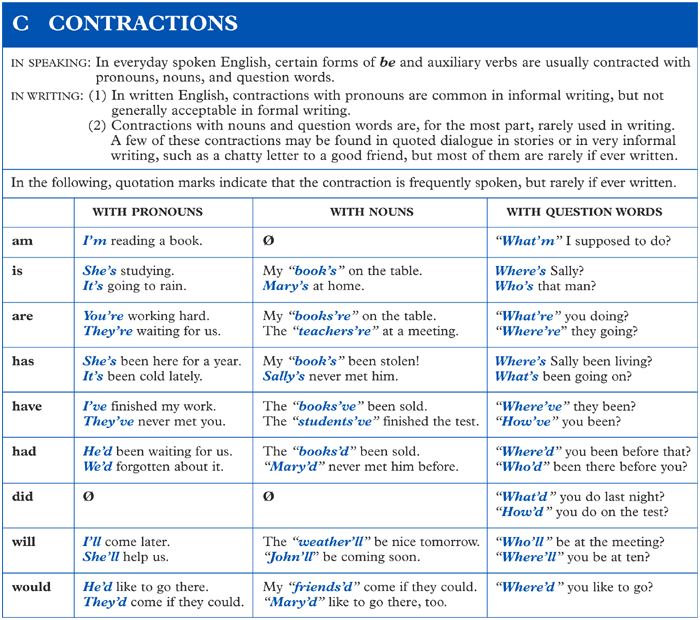 C CONTRACTIONS
IN SPEAKING: In everyday spoken English, certain forms of be and auxiliary verbs are usually contracted with
pronouns, nouns, and question words.
IN WRITING: (1) In written English, contractions with pronouns are common in informal writing, but not
generally acceptable in formal writing.
(2) Contractions with nouns and question words are, for the most part, rarely used in writing.
A few of these contractions may be found in quoted dialogue in stories or in very informal
writing, such as a chatty letter to a good friend, but most of them are rarely if ever written.
In the following, quotation marks indicate that the contraction is frequently spoken, but rarely if ever written.
WITH PRONOUNS WITH NOUNS WITH QUESTION WORDS
am I'm reading a book. Ø "What'm" I supposed to do?
is She's studying. My "book's" on the table. Where's Sally?
It's going to rain. Mary's at home. Who's that man?
are You're working hard. My "books're" on the table. "What're" you doing?
They're waiting for us. The "teachers're" at a meeting. "Where're" they going?
has She's been here for a year. My "book's" been stolen! Where's Sally been living?
It's been cold lately. Sally's never met him. What's been going on?
have I've finished my work. The "books've" been sold. "Where've" they been?
They've never met you. The "students've" finished the test. "How've" you been?
had He'd been waiting for us. The "books'd" been sold. "Where'd" you been before that?
We'd forgotten about it. "Mary'd" never met him before. "Who'd" been there before you?
did Ø Ø "What'd" you do last night?
"How'd" you do on the test?
will I'll come later. The "weather'll" be nice tomorrow. "Who'll" be at the meeting?
She'll help us. "John'll" be coming soon. "Where'll" you be at ten?
would He'd like to go there. My "friends'd" come if they could. "Where'd" you like to go?
They'd come if they could. "Mary'd" like to go there, too.